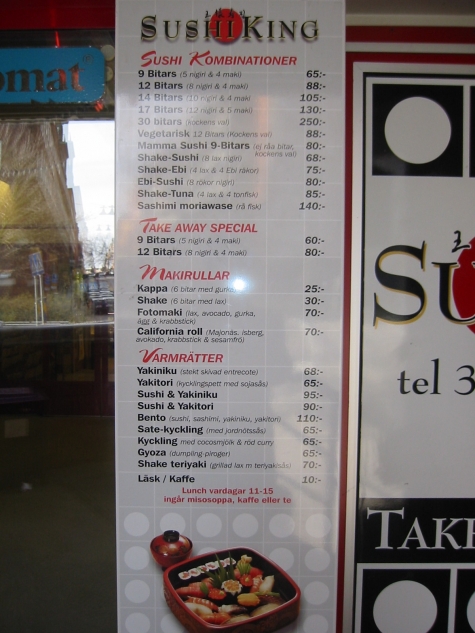 omat
SUSHI KING
SUSHI KOMBINATIONER
9 Bitars (5 nigiri & 4 maki) 65:-
12 Bitars (8 nigiri & 4 maki) 88:-
14 Bitars (10 nigiri & 4 maki) 105:-
17 Bitars (12 nigiri & 5 maki) 130:-
30 bitars (kockens val) 250:-
Vegetarisk 12 Bitars (Kockens val) 88:-
Mamma Sushi 9-Bitars (ej råa bitar, 80:-
kockens val)
Shake-Sushi (8 lax nigiri) 68:-
Shake-Ebi (4 lax & 4 Ebi räkor) 75:-
Ebi-Sushi (8 rökor nigiri) 80:-
Shake-Tuna (4 lax & 4 tonfisk) 85:-
Sashimi moriawase (rå fisk) 140:-
TAKE AWAY SPECIAL
9 Bitars (5 nigiri & 4 maki) 60:-
12 Bitars (8 nigiri & 4 maki) 80:-
MAKIRULLAR
Kappa (6 bitar med gurka) 25:-
Shake (6 bitar med lax) 30:-
Fotomaki (lax, avocado, gurka, 70:-
ägg & krabbstick)
California roll (Majonäs, isberg, 70:-
avokado, krabbstick & sesamfrö)
VARMRÄTTER
Yakiniku (stekt skivad entrecote) 68:-
Yakitori (kycklingspett med sojasås) 65:-
Sushi & Yakiniku 95:-
Sushi & Yakitori 90:-
Bento (sushi, sashimi, yakiniku, yakitori) 110:-
Sate-kyckling (med jordnötssås) 65:-
Kyckling med cocosmjölk & röd curry 65:-
Gyoza (dumpling-piroger) 65:-
Shake teriyaki (grillad lax m teriyakisås) 70:-
Läsk / Kaffe 10:-
Lunch vardagar 11-15
ingår misosoppa, kaffe eller te
SU
tel 3
TAKE